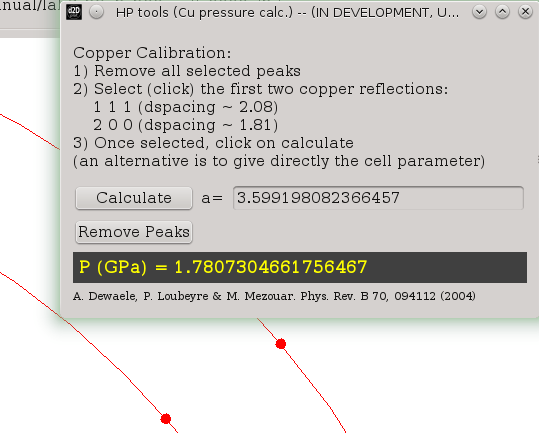 HP tools (Cu pressure calc.) -- (IN DEVELOPMENT, U...
d2D
Copper Calibration:
1) Remove all selected peaks
2) Select (click) the first two copper reflections:
1 1 1 (dspacing ~ 2.08)
2 0 0 (dspacing ~ 1.81)
3) Once selected, click on calculate
(an alternative is to give directly the cell parameter)
Calculate a= 3.599198082366457
Remove Peaks
P (GPa) = 1.7807304661756467
A. Dewaele, P. Loubeyre & M. Mezouar. Phys. Rev. B 70, 094112 (2004)